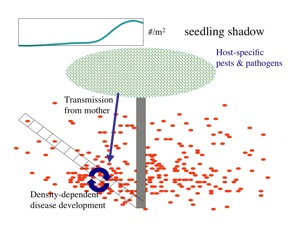 #/m²
seedling shadow
Host-specific
pests & pathogens
Transmission
from mother
Density-dependent
disease development